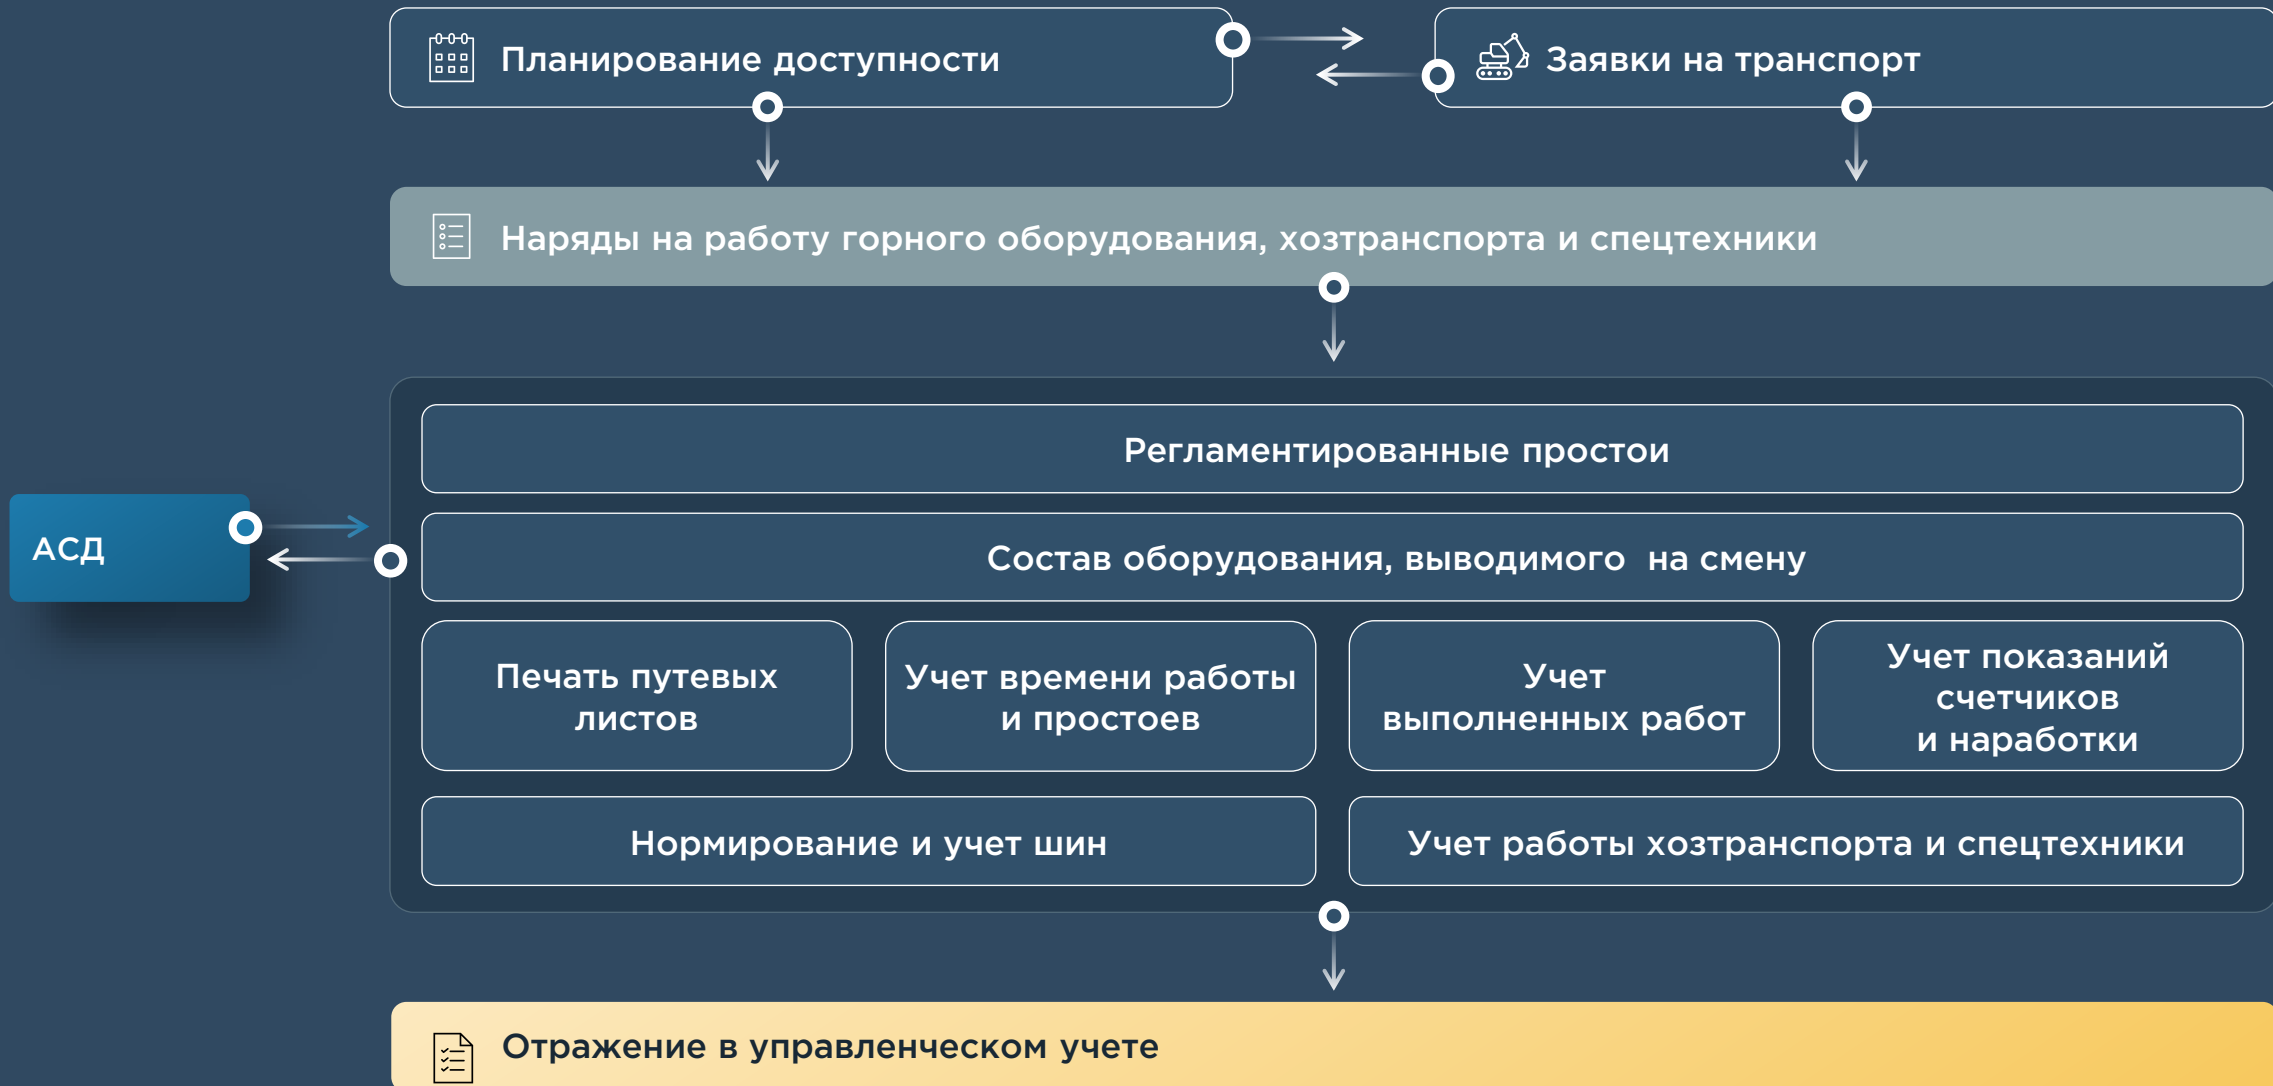 Планирование доступности
Заявки на транспорт
Наряды на работу горного оборудования, хозтранспорта и спецтехники
Регламентированные простои
АСД
Состав оборудования, выводимого  на смену
Печать путевых
листов
Учет времени работы
и простоев
Учет
выполненных работ
Учет показаний
счетчиков
и наработки
Нормирование и учет шин
Учет работы хозтранспорта и спецтехники
Отражение в управленческом учете